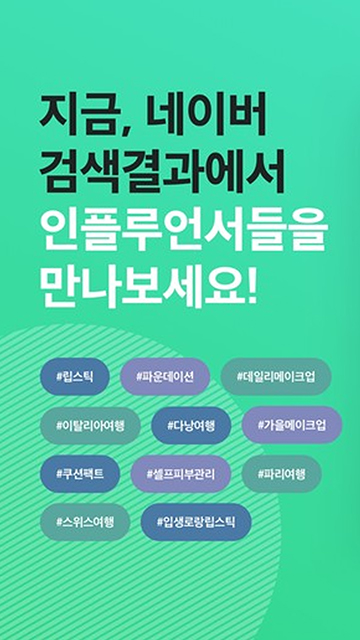 지금, 네이버
검색결과에서
인플루언서들을
만나보세요!
#립스틱 #파운데이션 #데일리메이크업
#이탈리아여행 #다낭여행 #가을메이크업
#쿠션팩트 #셀프피부관리 #파리여행
#스위스여행 #입생로랑립스틱